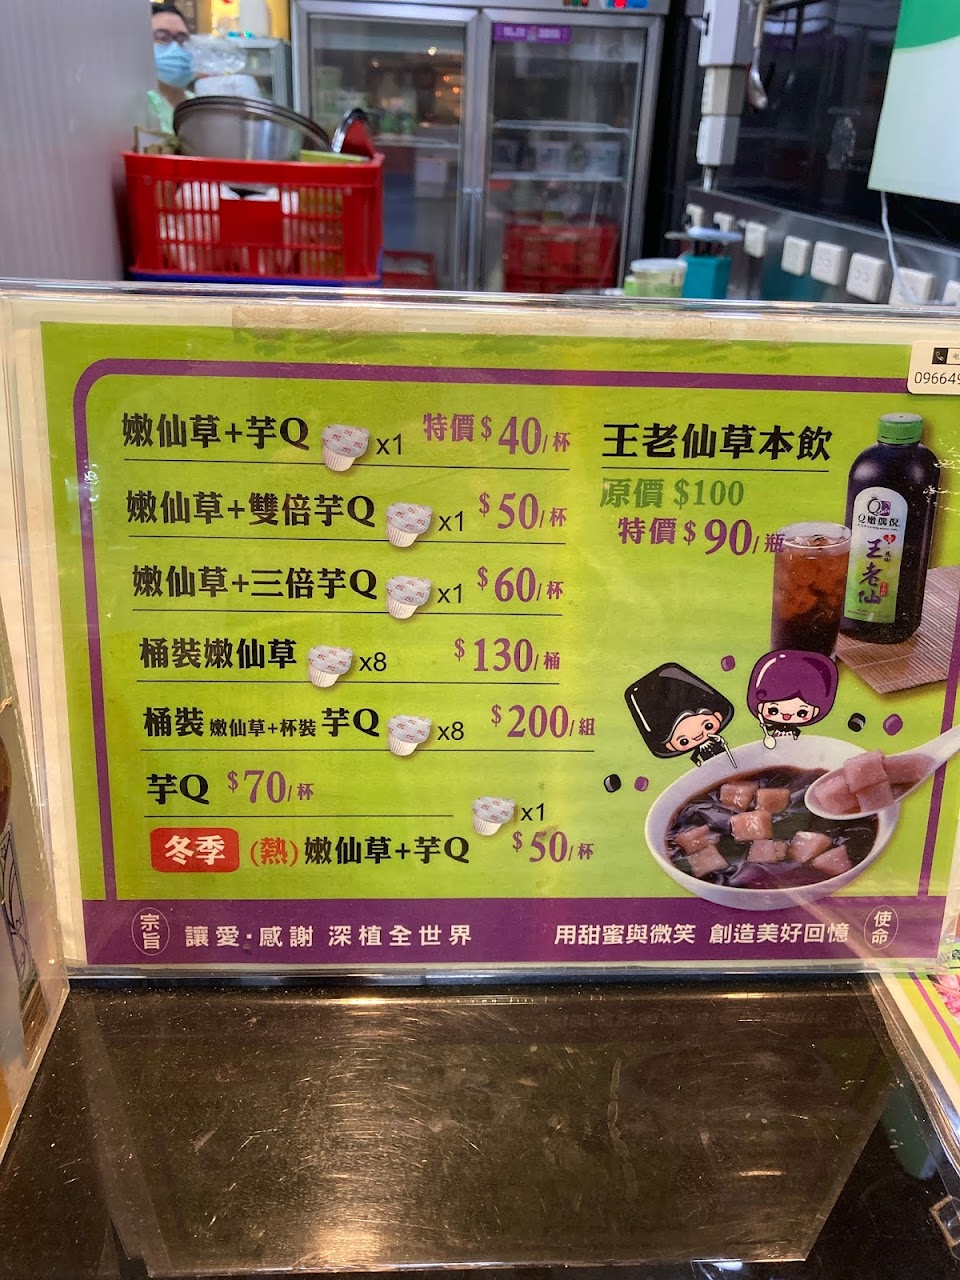 嫩仙草+芋Q x1 特價 $40/杯
嫩仙草+雙倍芋Q x1 $50/杯
嫩仙草+三倍芋Q x1 $60/杯
桶裝嫩仙草 x8 $130/桶
桶裝 嫩仙草+杯裝 芋Q x8 $200/組
芋Q $70/杯
x1
冬季 (熱) 嫩仙草+芋Q $50/杯
王老仙草本飲
原價 $100
特價 $90/瓶
王老仙
09664
宗旨 讓愛·感謝 深植全世界
用甜蜜與微笑 創造美好回憶 使命